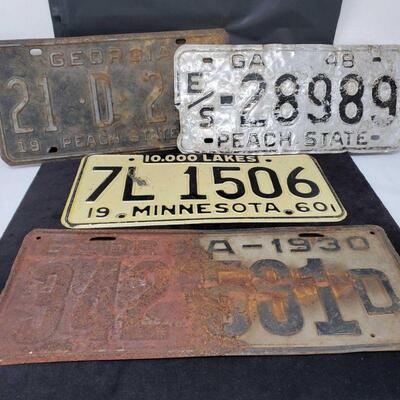 GEORGIA
21 D 2
19 PEACH STATE
GA 48
E/S-28989
PEACH STATE
10,000 LAKES
7L 1506
19 MINNESOTA 60
A-1930
D